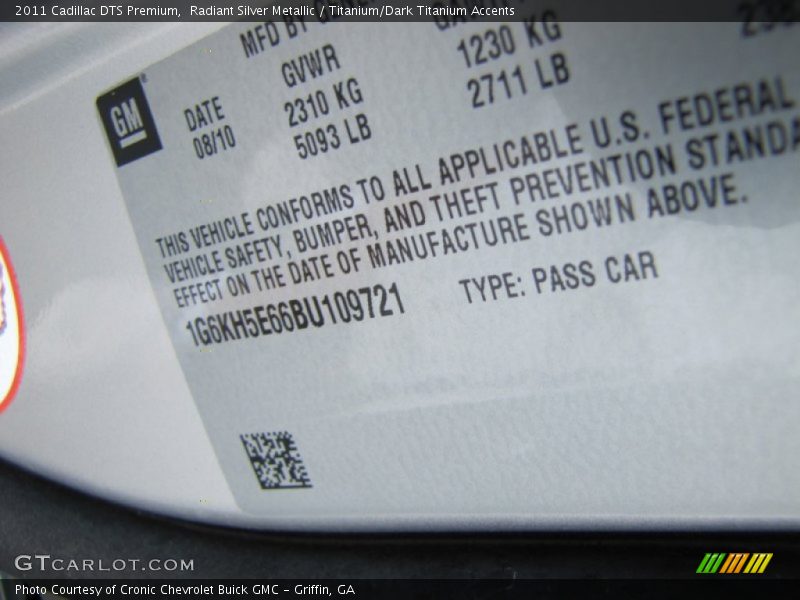 2011 Cadillac DTS Premium,  Radiant Silver Metallic / Titanium/Dark Titanium Accents
MFD BY
GM
DATE GVWR
08/10 2310 KG 1230 KG
5093 LB 2711 LB
THIS VEHICLE CONFORMS TO ALL APPLICABLE U.S. FEDERAL
VEHICLE SAFETY, BUMPER, AND THEFT PREVENTION STANDA
EFFECT ON THE DATE OF MANUFACTURE SHOWN ABOVE.
1G6KH5E66BU109721 TYPE: PASS CAR
GTCARLOT.COM
Photo Courtesy of Cronic Chevrolet Buick GMC – Griffin, GA